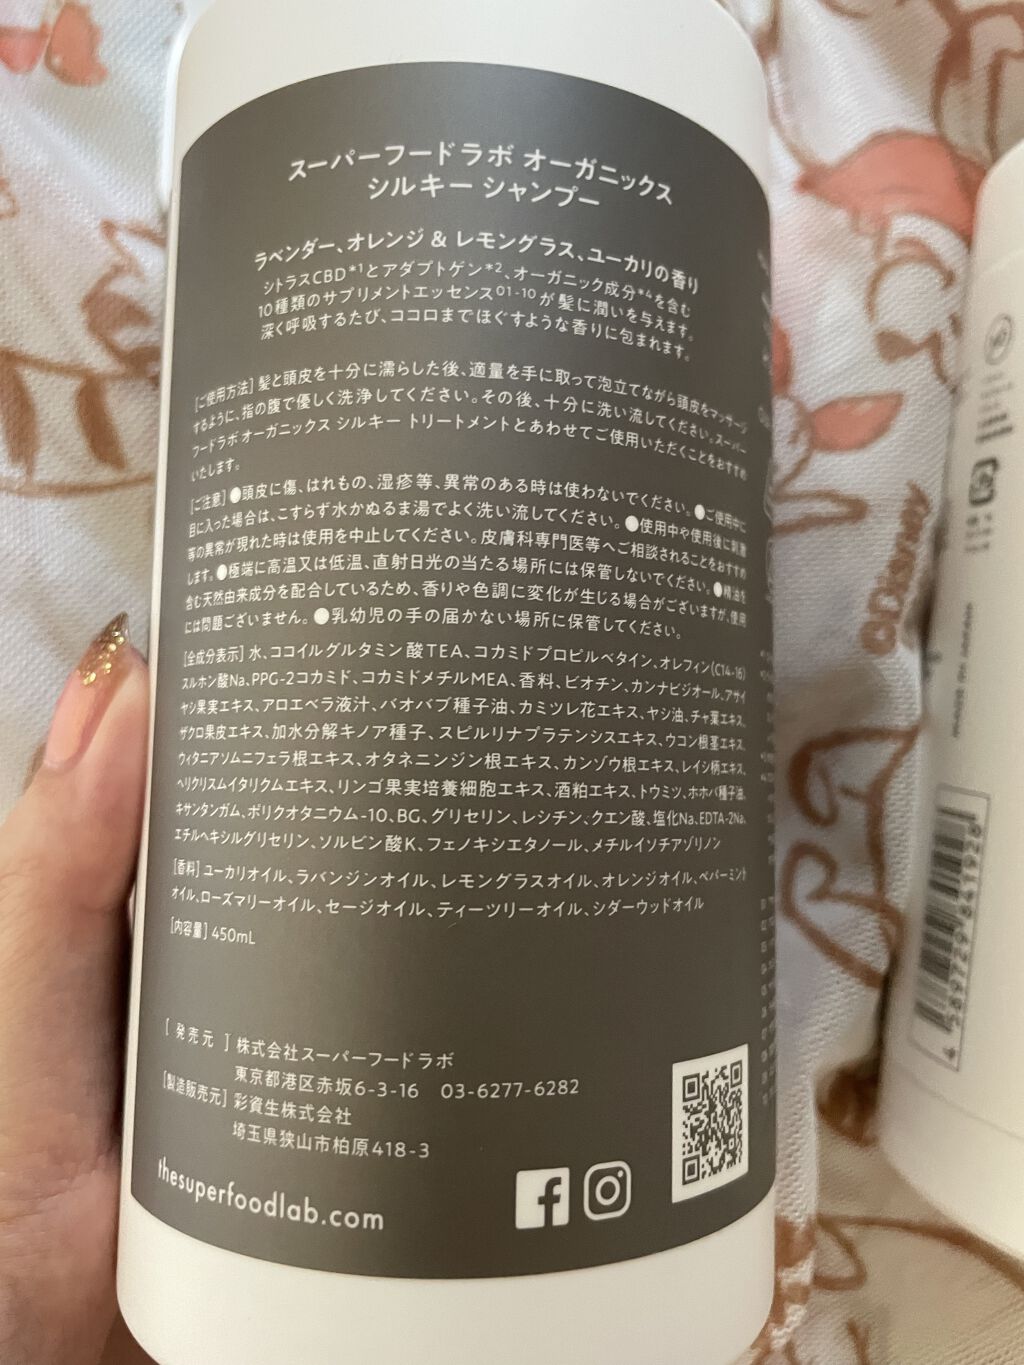 スーパーフードラボ オーガニックス
シルキー シャンプー
ラベンダー、オレンジ & レモングラス、ユーカリの香り
シトラスCBD*1とアダプトゲン*2、オーガニック成分*4を含む
10種類のサプリメントエッセンス01-10が髪に潤いを与えます。
深く呼吸するたび、ココロまでほぐすような香りに包まれます。
[ご使用方法] 髪と頭皮を十分に濡らした後、適量を手に取って泡立てながら頭皮をマッサージ
するように、指の腹で優しく洗浄してください。その後、十分に洗い流してください。スーパー
フードラボ オーガニックス シルキー トリートメントとあわせてご使用いただくことをおすすめ
いたします。
[ご注意] ●頭皮に傷、はれもの、湿疹等、異常のある時は使わないでください。●ご使用中に
目に入った場合は、こすらず水かぬるま湯でよく洗い流してください。●使用中や使用後に刺激
等の異常が現れた時は使用を中止してください。皮膚科専門医等へご相談されることをおすすめ
します。●極端に高温又は低温、直射日光の当たる場所には保管しないでください。●精油を
含む天然由来成分を配合しているため、香りや色調に変化が生じる場合がございますが、使用
には問題ございません。●乳幼児の手の届かない場所に保管してください。
[全成分表示] 水、ココイルグルタミン酸TEA、コカミドプロピルベタイン、オレフィン(C14-16)
スルホン酸Na、PPG-2コカミド、コカミドメチルMEA、香料、ビオチン、カンナビジオール、アサイ
ヤシ果実エキス、アロエベラ液汁、バオバブ種子油、カミツレ花エキス、ヤシ油、チャ葉エキス、
ザクロ果皮エキス、加水分解キノア種子、スピルリナプラテンシスエキス、ウコン根茎エキス、
ウィタニアソムニフェラ根エキス、オタネニンジン根エキス、カンゾウ根エキス、レイシ柄エキス、
ヘリクリスムイタリクムエキス、リンゴ果実培養細胞エキス、酒粕エキス、トウミツ、ホホバ種子油、
キサンタンガム、ポリクオタニウム-10、BG、グリセリン、レシチン、クエン酸、塩化Na、EDTA-2Na、
エチルヘキシルグリセリン、ソルビン酸K、フェノキシエタノール、メチルイソチアゾリノン
[香料] ユーカリオイル、ラバンジンオイル、レモングラスオイル、オレンジオイル、ペパーミント
オイル、ローズマリーオイル、セージオイル、ティーツリーオイル、シダーウッドオイル
[内容量] 450mL
[ 発売元 ] 株式会社スーパーフードラボ
東京都港区赤坂6-3-16 03-6277-6282
[製造販売元] 彩資生株式会社
埼玉県狭山市柏原418-3
thesuperfoodlab.com
©Disney
MADE IN JAPAN